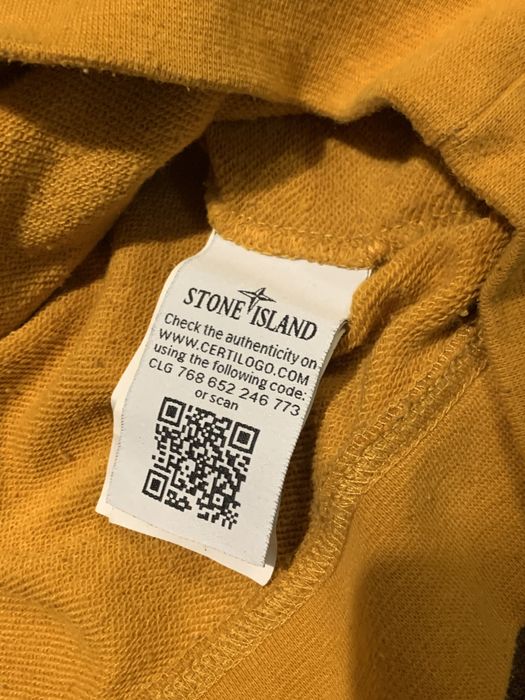 STONE ISLAND
Check the authenticity on
WWW.CERTILOGO.COM
using the following code:
CLG 768 652 246 773
or scan